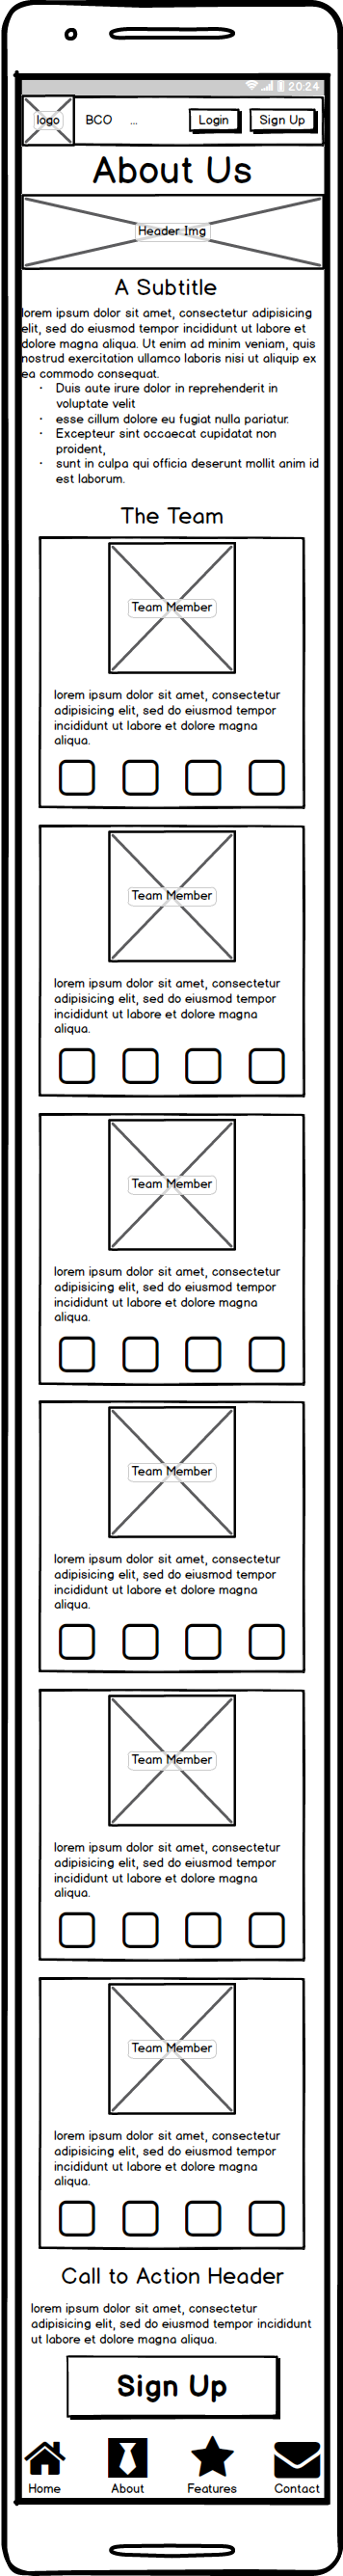 20:24
logo BCO ... Login Sign Up
About Us
Header Img
A Subtitle
lorem ipsum dolor sit amet, consectetur adipisicing
elit, sed do eiusmod tempor incididunt ut labore et
dolore magna aliqua. Ut enim ad minim veniam, quis
nostrud exercitation ullamco laboris nisi ut aliquip ex
ea commodo consequat.
· Duis aute irure dolor in reprehenderit in
voluptate velit
· esse cillum dolore eu fugiat nulla pariatur.
· Excepteur sint occaecat cupidatat non
proident,
· sunt in culpa qui officia deserunt mollit anim id
est laborum.
The Team
Team Member
lorem ipsum dolor sit amet, consectetur
adipisicing elit, sed do eiusmod tempor
incididunt ut labore et dolore magna
aliqua.
Team Member
lorem ipsum dolor sit amet, consectetur
adipisicing elit, sed do eiusmod tempor
incididunt ut labore et dolore magna
aliqua.
Team Member
lorem ipsum dolor sit amet, consectetur
adipisicing elit, sed do eiusmod tempor
incididunt ut labore et dolore magna
aliqua.
Team Member
lorem ipsum dolor sit amet, consectetur
adipisicing elit, sed do eiusmod tempor
incididunt ut labore et dolore magna
aliqua.
Team Member
lorem ipsum dolor sit amet, consectetur
adipisicing elit, sed do eiusmod tempor
incididunt ut labore et dolore magna
aliqua.
Team Member
lorem ipsum dolor sit amet, consectetur
adipisicing elit, sed do eiusmod tempor
incididunt ut labore et dolore magna
aliqua.
Call to Action Header
lorem ipsum dolor sit amet, consectetur
adipisicing elit, sed do eiusmod tempor incididunt
ut labore et dolore magna aliqua.
Sign Up
Home About Features Contact